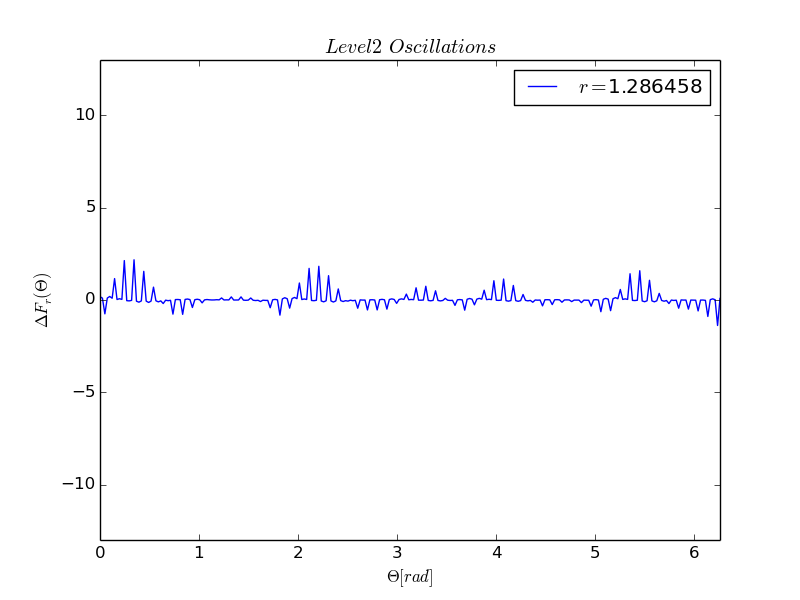 Level2 Oscillations
r=1.286458
10
5
0
−5
−10
ΔF_r(Θ)
0 1 2 3 4 5 6
Θ[rad]